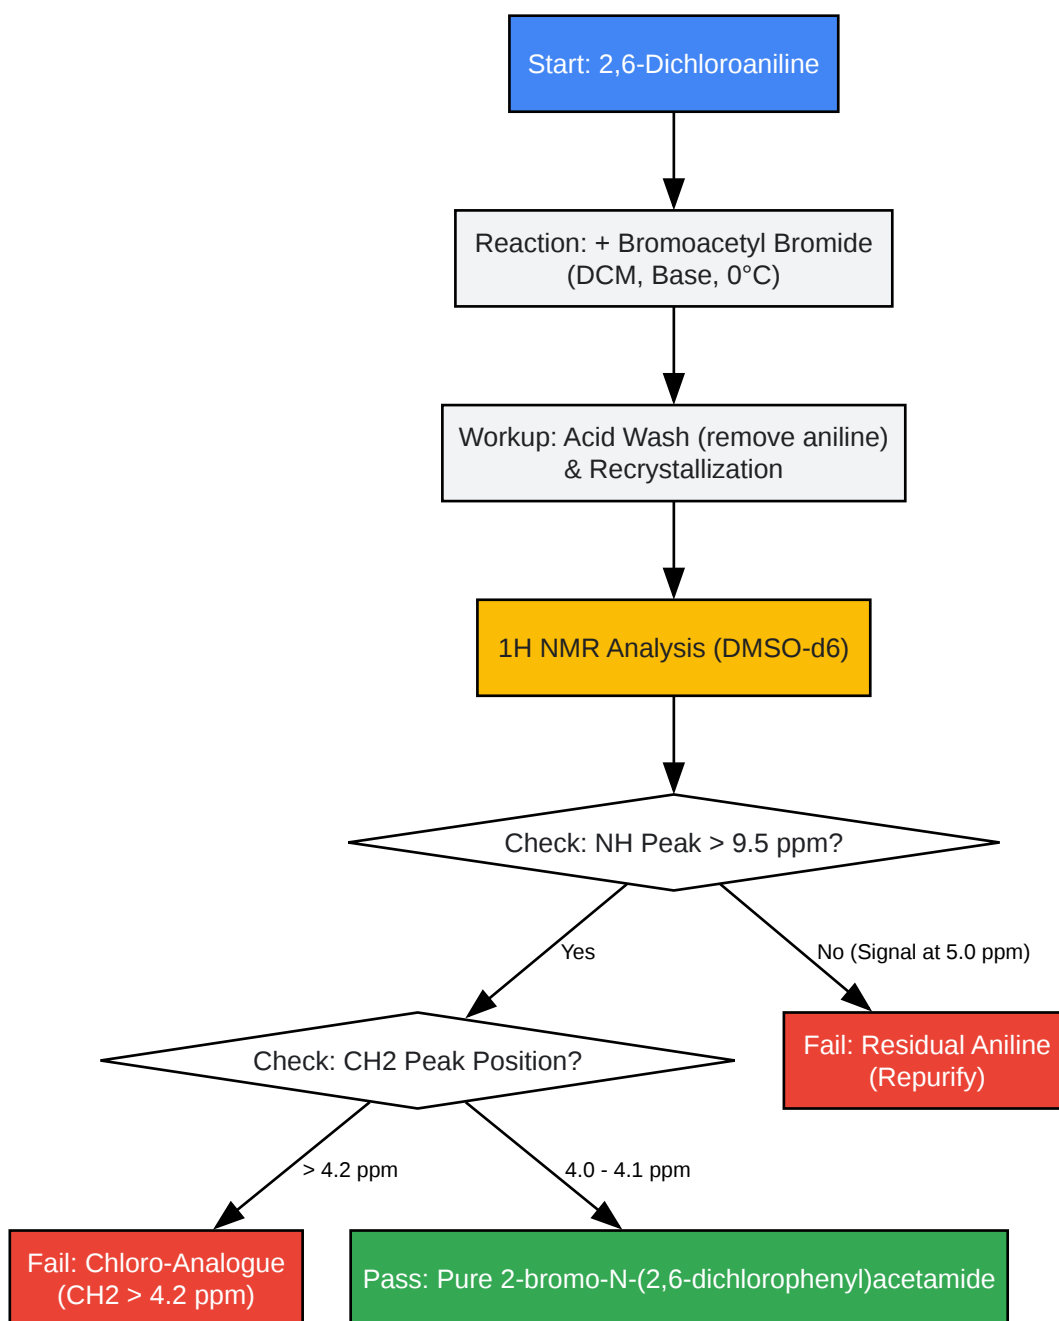 Start: 2,6-Dichloroaniline
Reaction: + Bromoacetyl Bromide
(DCM, Base, 0°C)
Workup: Acid Wash (remove aniline)
& Recrystallization
1H NMR Analysis (DMSO-d6)
Check: NH Peak > 9.5 ppm?
Yes
No (Signal at 5.0 ppm)
Check: CH2 Peak Position?
Fail: Residual Aniline
(Repurify)
> 4.2 ppm
4.0 - 4.1 ppm
Fail: Chloro-Analogue
(CH2 > 4.2 ppm)
Pass: Pure 2-bromo-N-(2,6-dichlorophenyl)acetamide